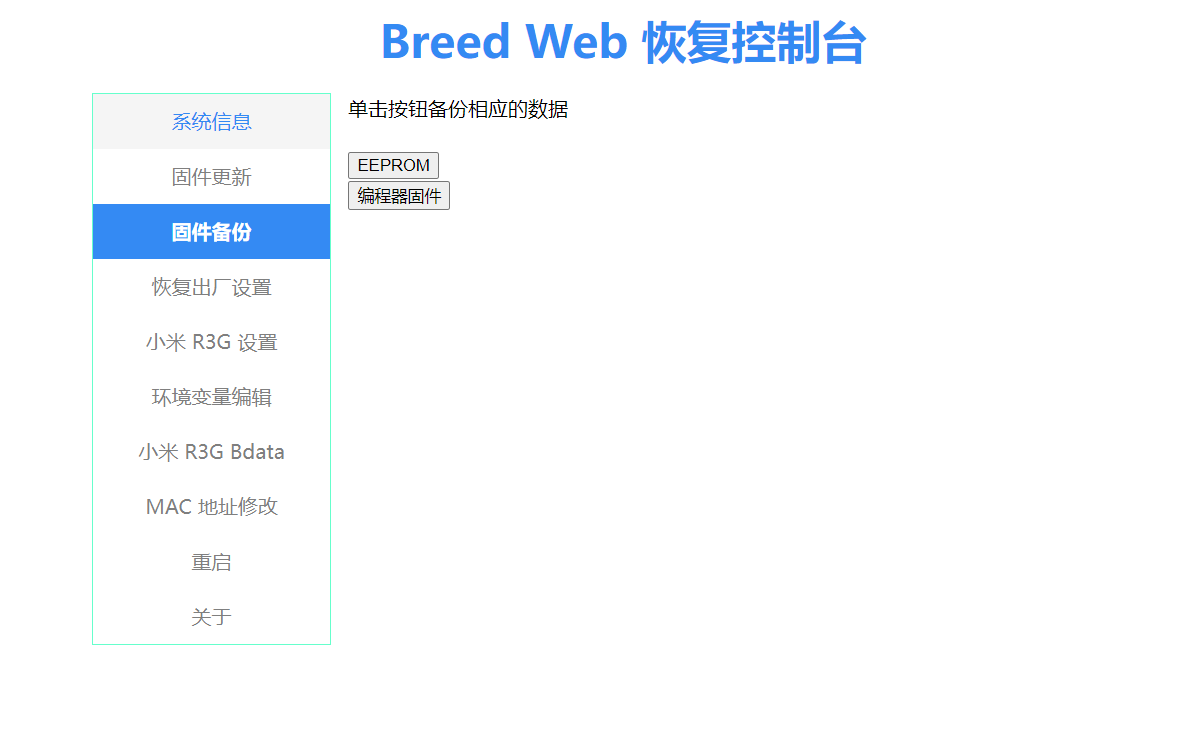 Breed Web 恢复控制台
系统信息
固件更新
固件备份
恢复出厂设置
小米 R3G 设置
环境变量编辑
小米 R3G Bdata
MAC 地址修改
重启
关于
单击按钮备份相应的数据
EEPROM
编程器固件